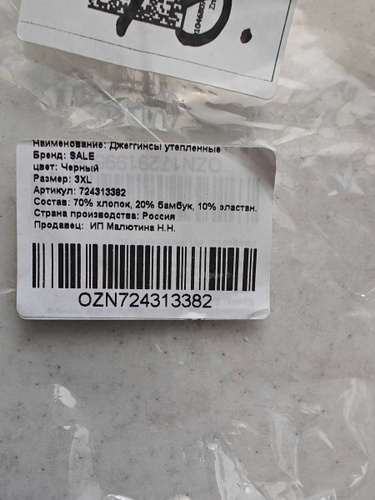 Наименование: Джеггинсы утепленные
Бренд: SALE
цвет: Черный
Размер: 3XL
Артикул: 724313382
Состав: 70% хлопок, 20% бамбук, 10% эластан.
Страна производства: Россия
Продавец: ИП Малютина Н.Н.
OZN724313382